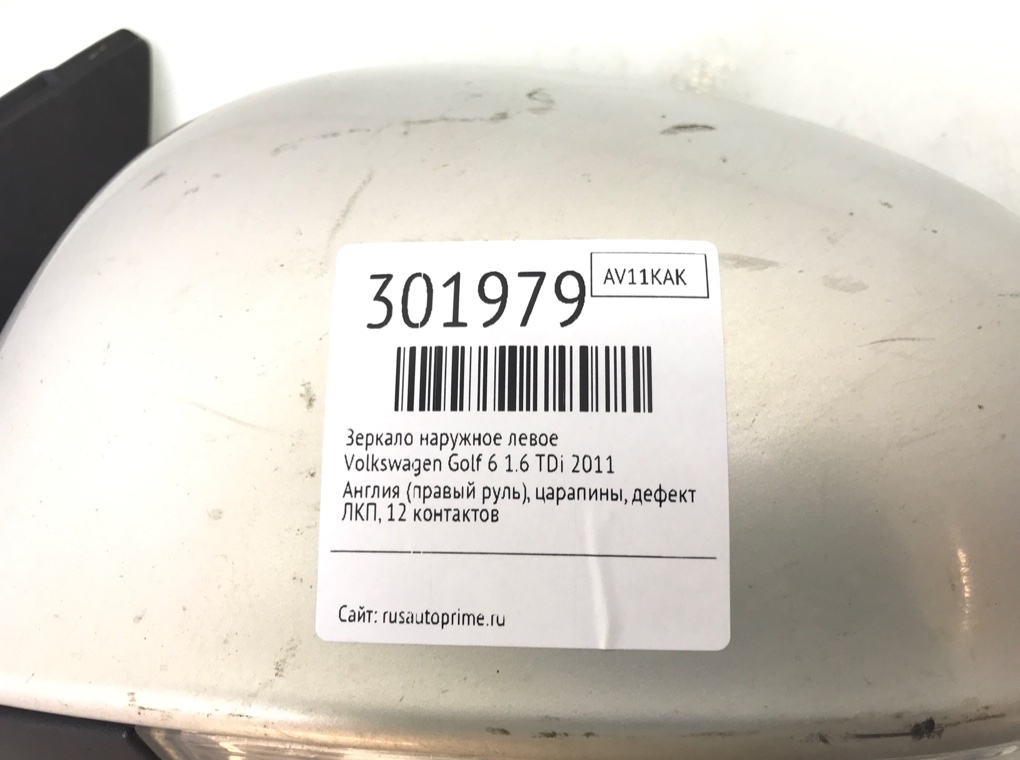 301979
AV11KAK
Зеркало наружное левое
Volkswagen Golf 6 1.6 TDi 2011
Англия (правый руль), царапины, дефект
ЛКП, 12 контактов
Сайт: rusautoprime.ru